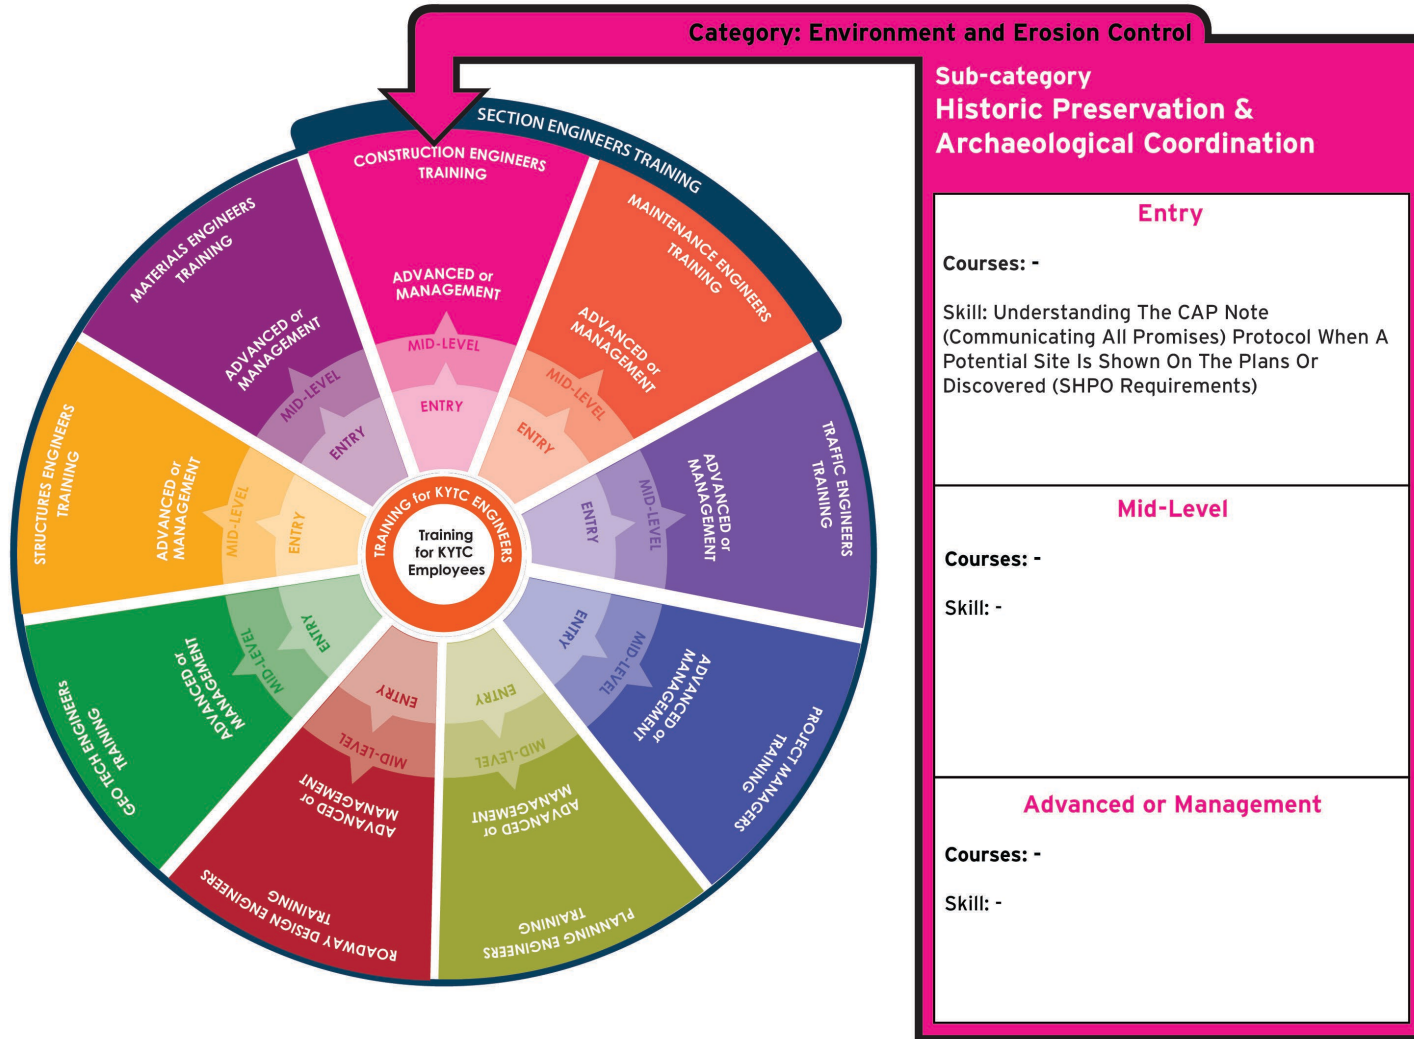 Category: Environment and Erosion Control
Sub-category
Historic Preservation &
Archaeological Coordination
Entry
Courses: -
Skill: Understanding The CAP Note
(Communicating All Promises) Protocol When A
Potential Site Is Shown On The Plans Or
Discovered (SHPO Requirements)
Mid-Level
Courses: -
Skill: -
Advanced or Management
Courses: -
Skill: -
SECTION ENGINEERS TRAINING
CONSTRUCTION ENGINEERS
TRAINING
ADVANCED or
MANAGEMENT
MID-LEVEL
ENTRY
MAINTENANCE ENGINEERS
TRAINING
ADVANCED or
MANAGEMENT
MID-LEVEL
ENTRY
TRAFFIC ENGINEERS
TRAINING
ADVANCED or
MANAGEMENT
MID-LEVEL
ENTRY
PROJECT MANAGERS
TRAINING
ADVANCED or
MANAGEMENT
MID-LEVEL
ENTRY
PLANNING ENGINEERS
TRAINING
ADVANCED or
MANAGEMENT
MID-LEVEL
ENTRY
ROADWAY DESIGN ENGINEERS
TRAINING
ADVANCED or
MANAGEMENT
MID-LEVEL
ENTRY
GEO TECH ENGINEERS
TRAINING
ADVANCED or
MANAGEMENT
MID-LEVEL
ENTRY
STRUCTURES ENGINEERS
TRAINING
ADVANCED or
MANAGEMENT
MID-LEVEL
ENTRY
MATERIALS ENGINEERS
TRAINING
ADVANCED or
MANAGEMENT
MID-LEVEL
ENTRY
TRAINING for KYTC ENGINEERS
Training
for KYTC
Employees